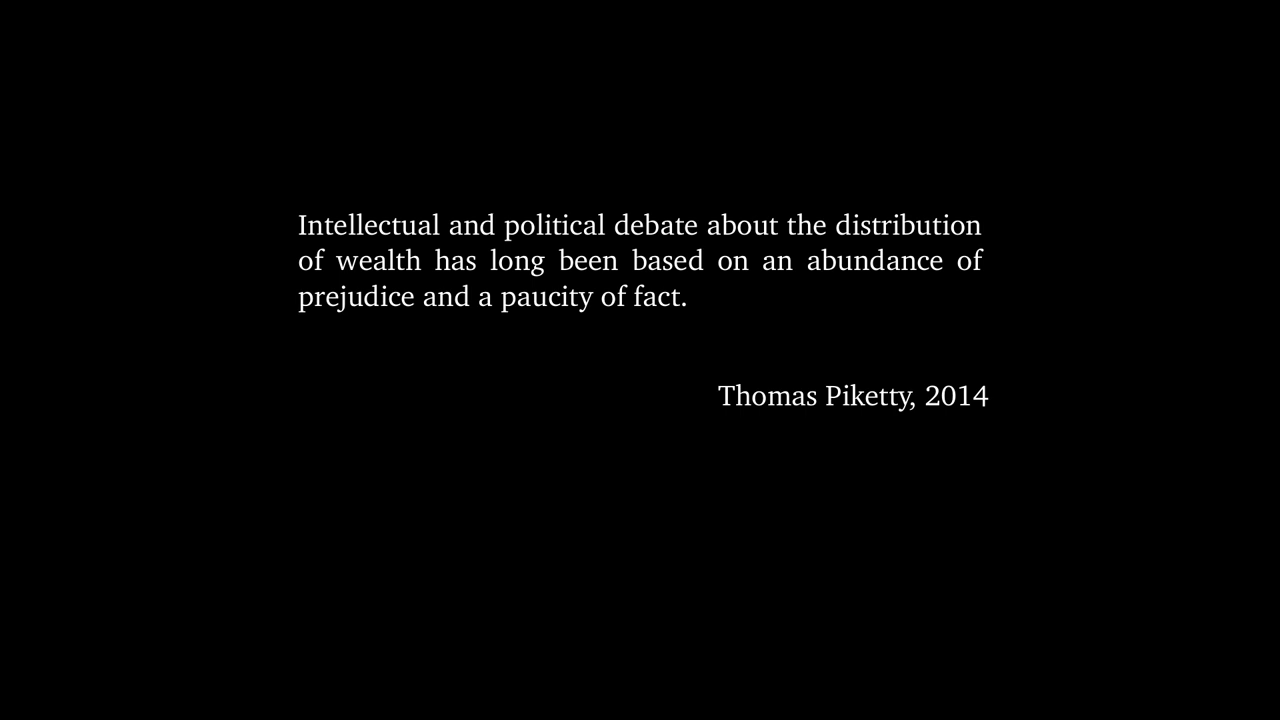 Intellectual and political debate about the distribution
of wealth has long been based on an abundance of
prejudice and a paucity of fact.
Thomas Piketty, 2014